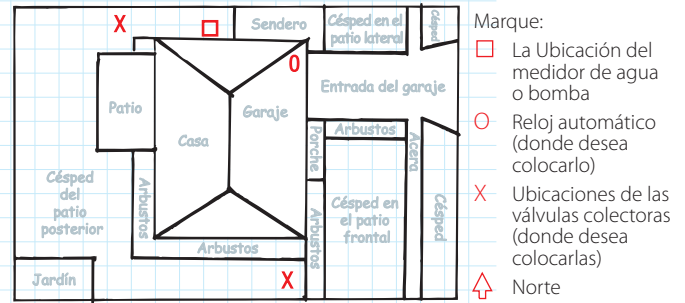 X
Sendero
Césped en el
patio lateral
Césped
O
Entrada del garaje
Patio
Casa
Garaje
Porche
Arbustos
Acera
Césped
del
patio
posterior
Arbustos
Arbustos
Césped en
el patio
frontal
Césped
Arbustos
Jardín
X
Marque:
La Ubicación del
medidor de agua
o bomba
O Reloj automático
(donde desea
colocarlo)
X Ubicaciones de las
válvulas colectoras
(donde desea
colocarlas)
Norte